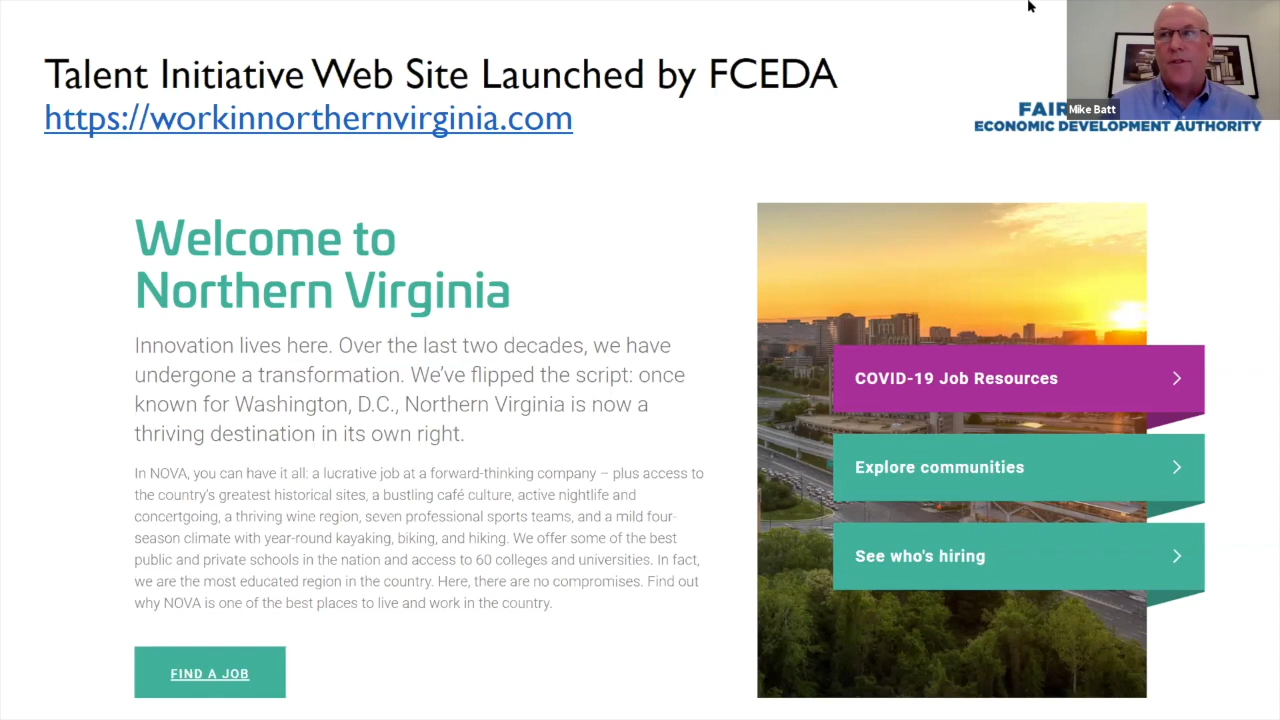 Talent Initiative Web Site Launched by FCEDA
https://workinnorthernvirginia.com
Mike Batt
ECONOMIC DEVELOPMENT AUTHORITY
Welcome to
Northern Virginia
Innovation lives here. Over the last two decades, we have
undergone a transformation. We’ve flipped the script: once
known for Washington, D.C., Northern Virginia is now a
thriving destination in its own right.
In NOVA, you can have it all: a lucrative job at a forward-thinking company – plus access to
the country's greatest historical sites, a bustling café culture, active nightlife and
concertgoing, a thriving wine region, seven professional sports teams, and a mild four-
season climate with year-round kayaking, biking, and hiking. We offer some of the best
public and private schools in the nation and access to 60 colleges and universities. In fact,
we are the most educated region in the country. Here, there are no compromises. Find out
why NOVA is one of the best places to live and work in the country.
FIND A JOB
COVID-19 Job Resources
Explore communities
See who's hiring